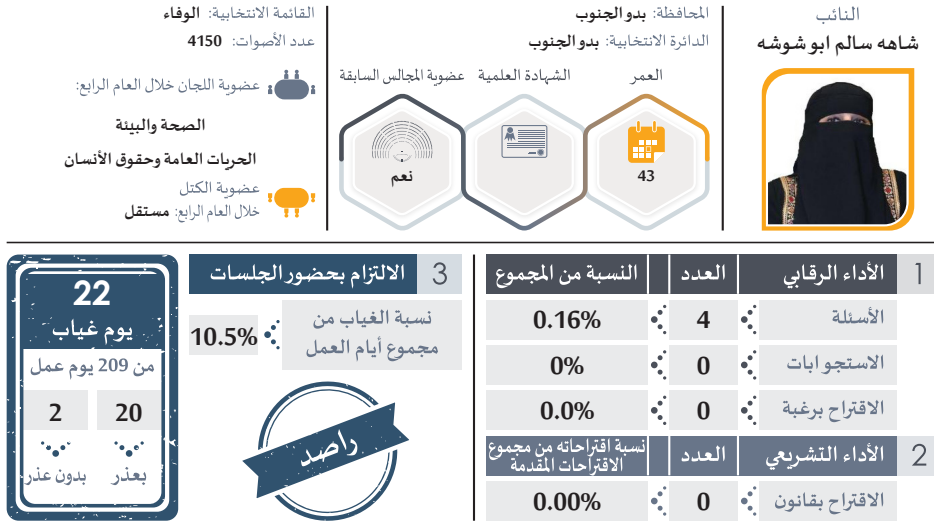 النائب
شاهه سالم ابو شوشه
المحافظة: بدو الجنوب
الدائرة الانتخابية: بدو الجنوب
العمر
43
الشهادة العلمية
عضوية المجالس السابقة
نعم
القائمة الانتخابية: الوفاء
عدد الأصوات: 4150
عضوية اللجان خلال العام الرابع:
الصحة والبيئة
الحريات العامة وحقوق الأنسان
عضوية الكتل
خلال العام الرابع: مستقل
1 الأداء الرقابي العدد النسبة من المجموع
الأسئلة 4 0.16%
الاستجوابات 0 0%
الاقتراح برغبة 0 0.0%
2 الأداء التشريعي العدد نسبة اقتراحاته من مجموع
الاقتراحات المقدمة
الاقتراح بقانون 0 0.00%
3 الالتزام بحضور الجلسات
نسبة الغياب من
مجموع أيام العمل
10.5%
راصد
22
يوم غياب
من 209 يوم عمل
20 2
بعذر بدون عذر